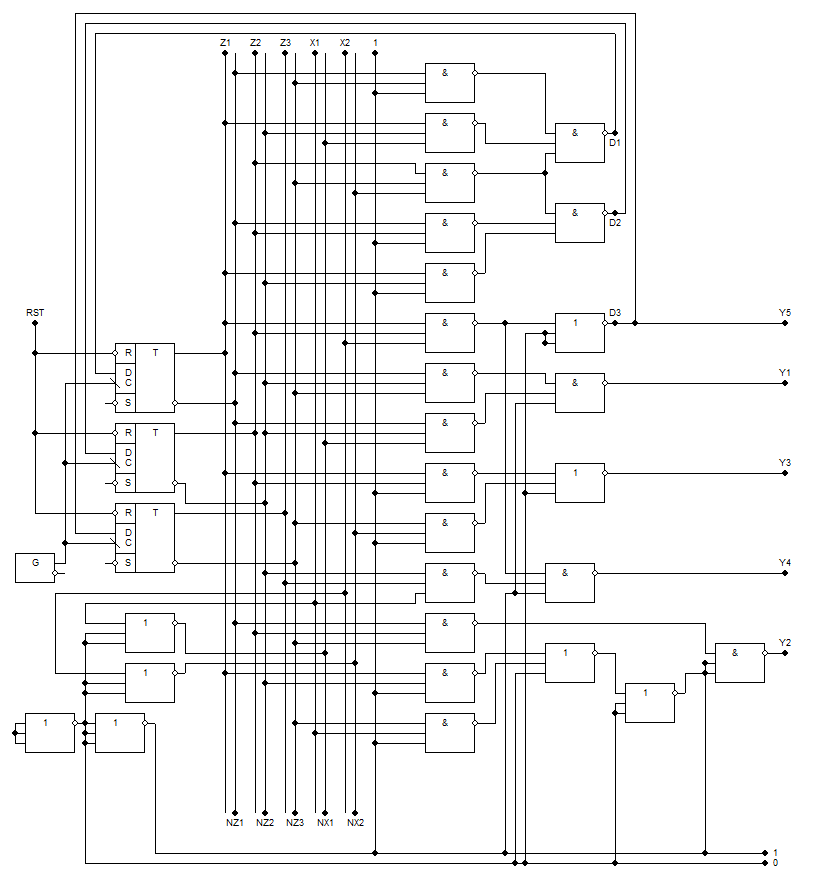 Z1 Z2 Z3 X1 X2 1
&
&
& D1
&
&
& D2
&
RST
& 1 D3 Y5
R T
D
C
S
& & Y1
&
R T
D
C
S
& 1 Y3
R T
D
C
S
&
G
& & Y4
1 & 1 & Y2
1 & 1
1 1 &
NZ1 NZ2 NZ3 NX1 NX2
1
0